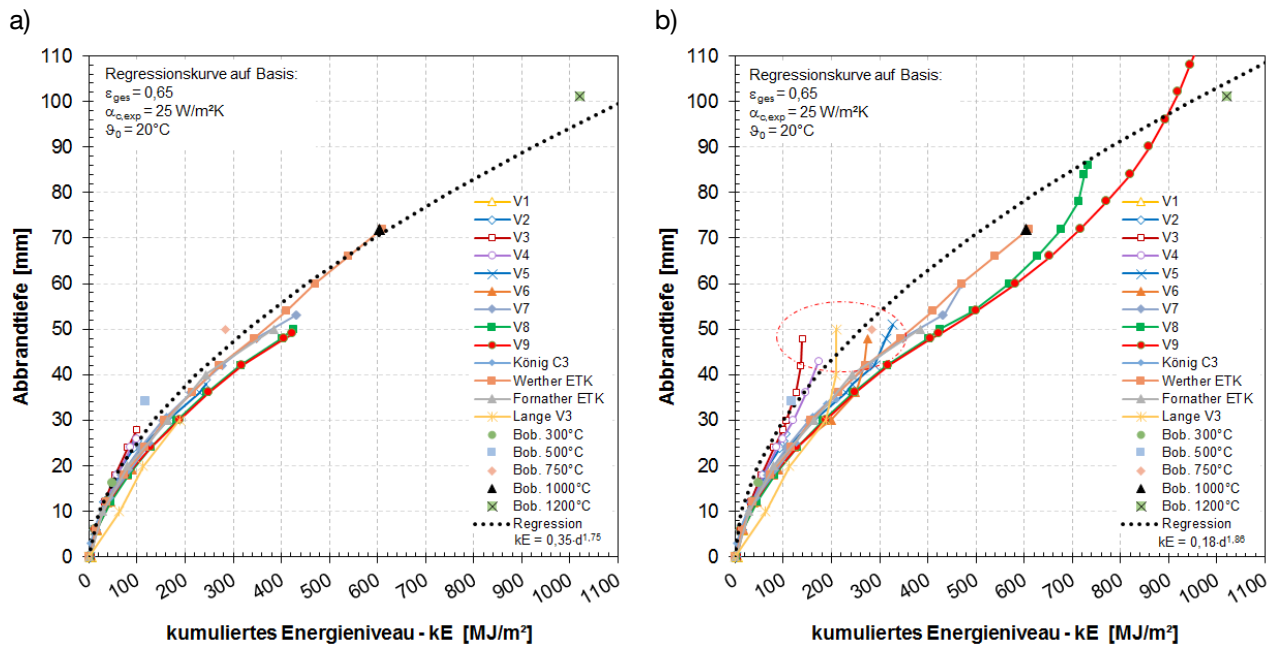 a)
Regressionskurve auf Basis:
εges = 0,65
αc,exp = 25 W/m²K
ϑ0 = 20°C
Abbrandtiefe [mm]
110
100
90
80
70
60
50
40
30
20
10
0
V1
V2
V3
V4
V5
V6
V7
V8
V9
König C3
Werther ETK
Fornather ETK
Lange V3
Bob. 300°C
Bob. 500°C
Bob. 750°C
Bob. 1000°C
Bob. 1200°C
Regression
kE = 0,35·d1,75
0 100 200 300 400 500 600 700 800 900 1000 1100
kumuliertes Energieniveau - kE [MJ/m²]
b)
Regressionskurve auf Basis:
εges = 0,65
αc,exp = 25 W/m²K
ϑ0 = 20°C
Abbrandtiefe [mm]
110
100
90
80
70
60
50
40
30
20
10
0
V1
V2
V3
V4
V5
V6
V7
V8
V9
König C3
Werther ETK
Fornather ETK
Lange V3
Bob. 300°C
Bob. 500°C
Bob. 750°C
Bob. 1000°C
Bob. 1200°C
Regression
kE = 0,18·d1,86
0 100 200 300 400 500 600 700 800 900 1000 1100
kumuliertes Energieniveau - kE [MJ/m²]